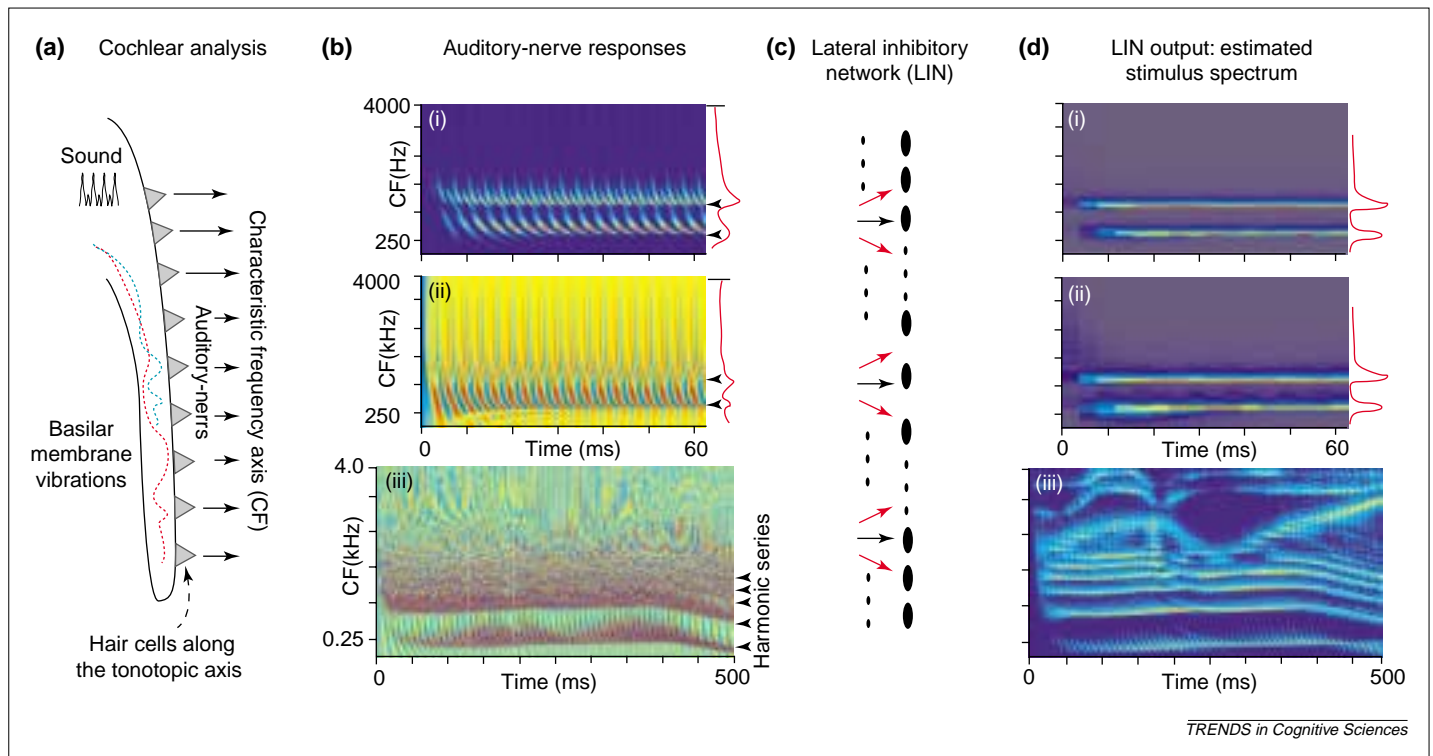 (a) Cochlear analysis
Sound
Basilar
membrane
vibrations
Auditory-nerrs
Characteristic frequency axis (CF)
Hair cells along
the tonotopic axis
(b) Auditory-nerve responses
(i)
4000
CF(Hz)
250
(ii)
4000
CF(kHz)
250
0
Time (ms)
60
(iii)
4.0
CF(kHz)
0.25
0
Time (ms)
500
Harmonic series
(c) Lateral inhibitory
network (LIN)
(d) LIN output: estimated
stimulus spectrum
(i)
(ii)
0
Time (ms)
60
(iii)
0
Time (ms)
500
TRENDS in Cognitive Sciences